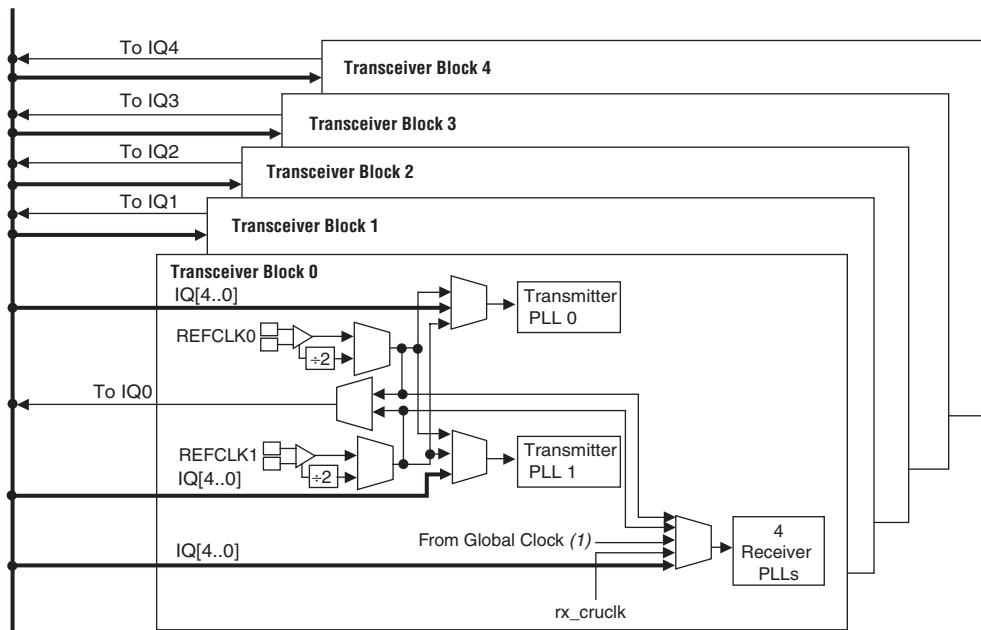 To IQ4
Transceiver Block 4
To IQ3
Transceiver Block 3
To IQ2
Transceiver Block 2
To IQ1
Transceiver Block 1
Transceiver Block 0
IQ[4..0]
Transmitter
PLL 0
REFCLK0
÷2
To IQ0
REFCLK1
÷2
Transmitter
PLL 1
IQ[4..0]
From Global Clock (1)
4
Receiver
PLLs
IQ[4..0]
rx_cruclk